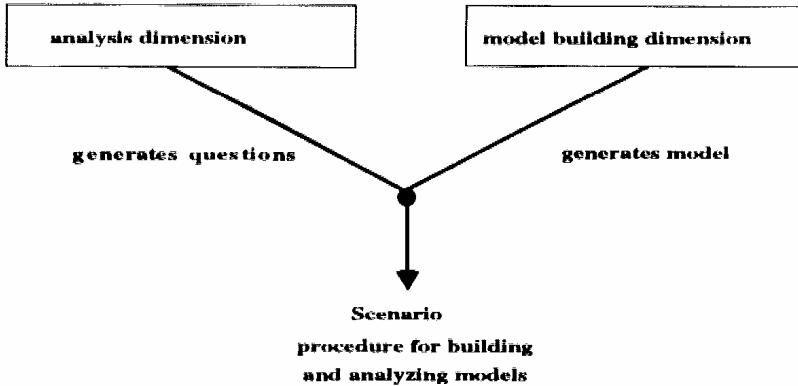 analysis dimension
model building dimension
generates questions
generates model
Scenario
procedure for building
and analyzing models